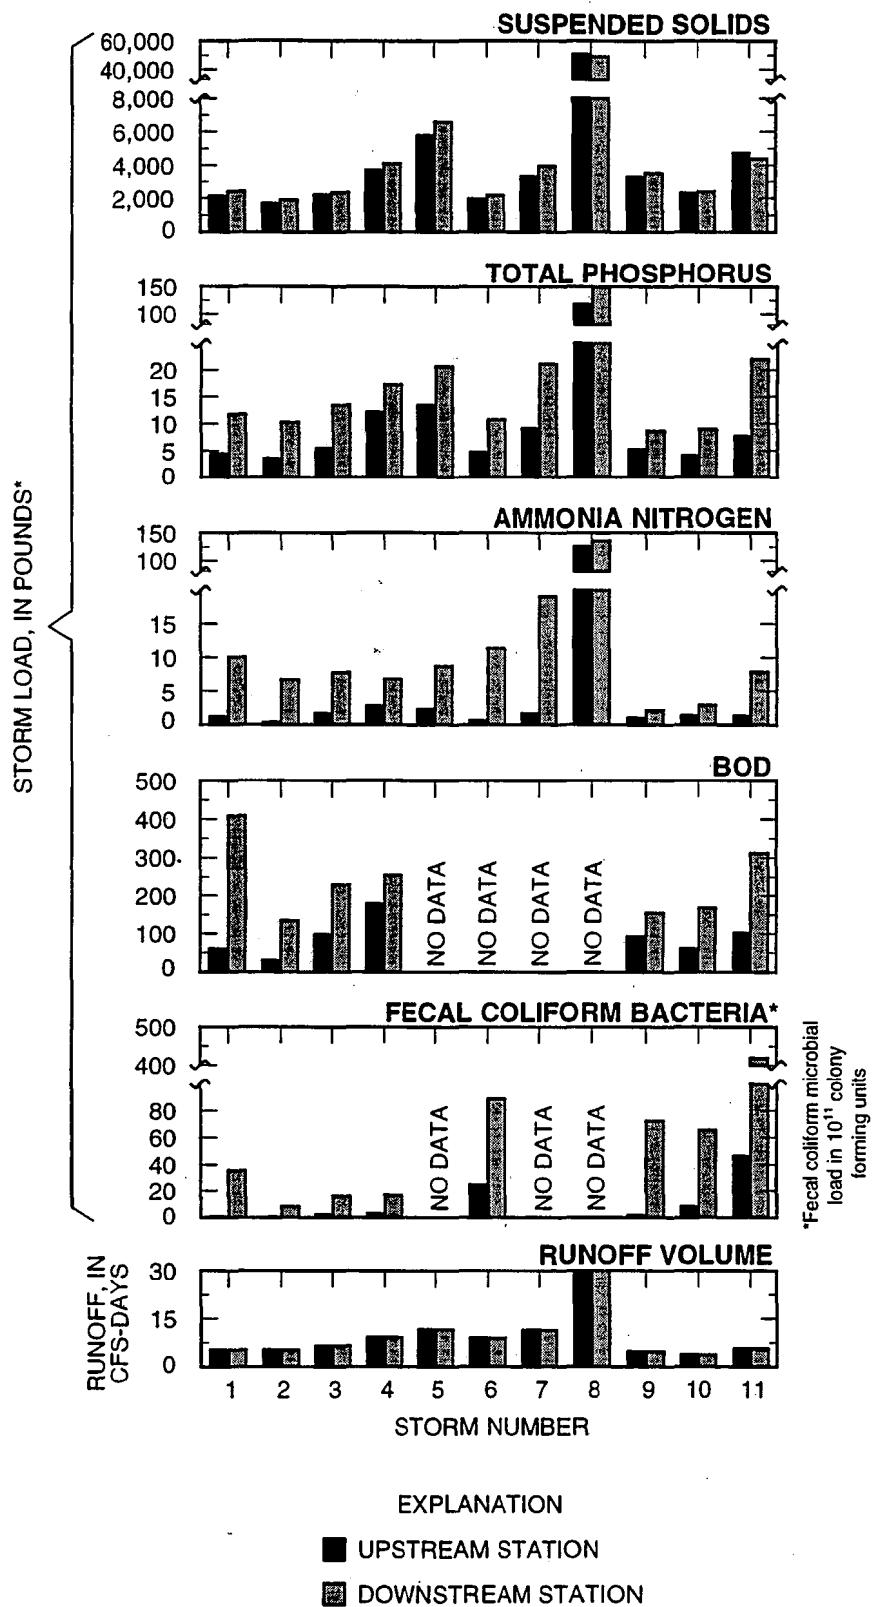 SUSPENDED SOLIDS
60,000
40,000
8,000
6,000
4,000
2,000
0
TOTAL PHOSPHORUS
150
100
20
15
10
5
0
AMMONIA NITROGEN
150
100
15
10
5
0
BOD
500
400
300
200
100
0
NO DATA
NO DATA
NO DATA
NO DATA
FECAL COLIFORM BACTERIA*
500
400
80
60
40
20
0
NO DATA
NO DATA
NO DATA
STORM LOAD, IN POUNDS*
*Fecal coliform microbial
load in 10¹¹ colony
forming units
RUNOFF VOLUME
30
15
0
RUNOFF, IN
CFS-DAYS
1 2 3 4 5 6 7 8 9 10 11
STORM NUMBER
EXPLANATION
UPSTREAM STATION
DOWNSTREAM STATION